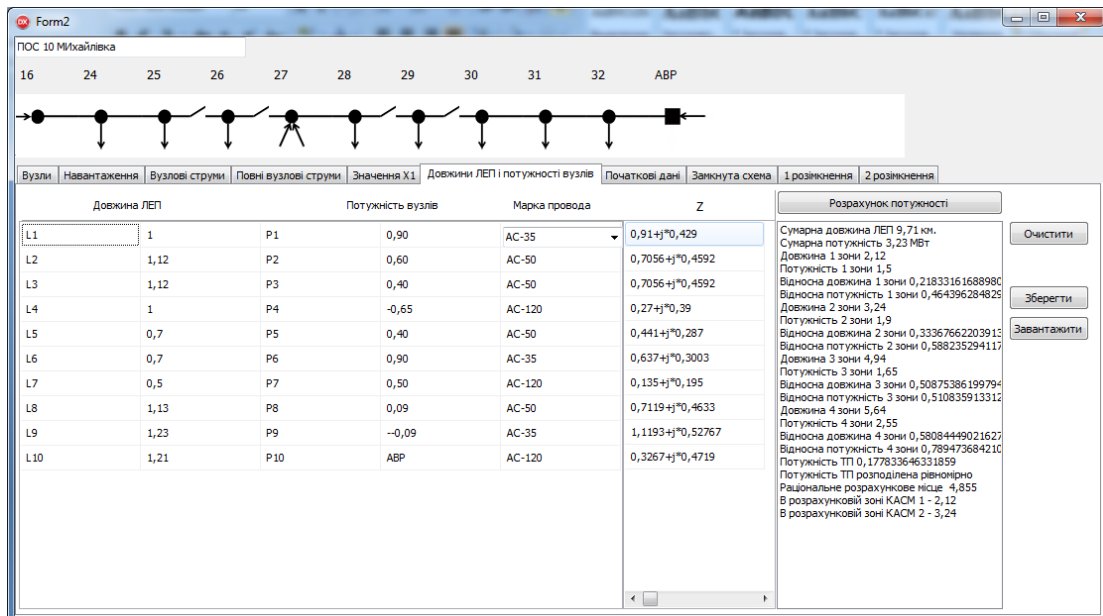 Form2
ПОС 10 МИхайлівка
16 24 25 26 27 28 29 30 31 32 АВР
Вузли Навантаження Вузлові струми Повні вузлові струми Значення X1 Довжини ЛЕП і потужності вузлів Початкові дані Замкнута схема 1 розімкнення 2 розімкнення
Довжина ЛЕП Потужність вузлів Марка провода Z
L1 1 P1 0,90 АС-35 0,91+j*0,429
L2 1,12 P2 0,60 АС-50 0,7056+j*0,4592
L3 1,12 P3 0,40 АС-50 0,7056+j*0,4592
L4 1 P4 -0,65 АС-120 0,27+j*0,39
L5 0,7 P5 0,40 АС-50 0,441+j*0,287
L6 0,7 P6 0,90 АС-35 0,637+j*0,3003
L7 0,5 P7 0,50 АС-120 0,135+j*0,195
L8 1,13 P8 0,09 АС-50 0,7119+j*0,4633
L9 1,23 P9 --0,09 АС-35 1,1193+j*0,52767
L10 1,21 P10 АВР АС-120 0,3267+j*0,4719
Розрахунок потужності
Сумарна довжина ЛЕП 9,71 км.
Сумарна потужність 3,23 МВт
Довжина 1 зони 2,12
Потужність 1 зони 1,5
Відносна довжина 1 зони 0,21833161688980
Відносна потужність 1 зони 0,464396284829
Довжина 2 зони 3,24
Потужність 2 зони 1,9
Відносна довжина 2 зони 0,33367662203913
Відносна потужність 2 зони 0,588235294117
Довжина 3 зони 4,94
Потужність 3 зони 1,65
Відносна довжина 3 зони 0,50875386199794
Відносна потужність 3 зони 0,510835913312
Довжина 4 зони 5,64
Потужність 4 зони 2,55
Відносна довжина 4 зони 0,58084449021627
Відносна потужність 4 зони 0,789473684210
Потужність ТП 0,177833646331859
Потужність ТП розподілена рівномірно
Раціональне розрахункове місце 4,855
В розрахунковій зоні КАСМ 1 - 2,12
В розрахунковій зоні КАСМ 2 - 3,24
Очистити
Зберегти
Завантажити